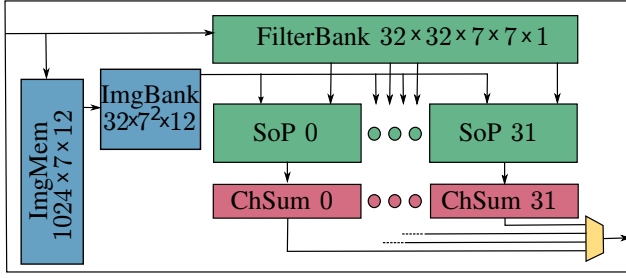 FilterBank 32×32×7×7×1
ImgBank
32×7²×12
ImgMem
1024×7×12
SoP 0
SoP 31
ChSum 0
ChSum 31